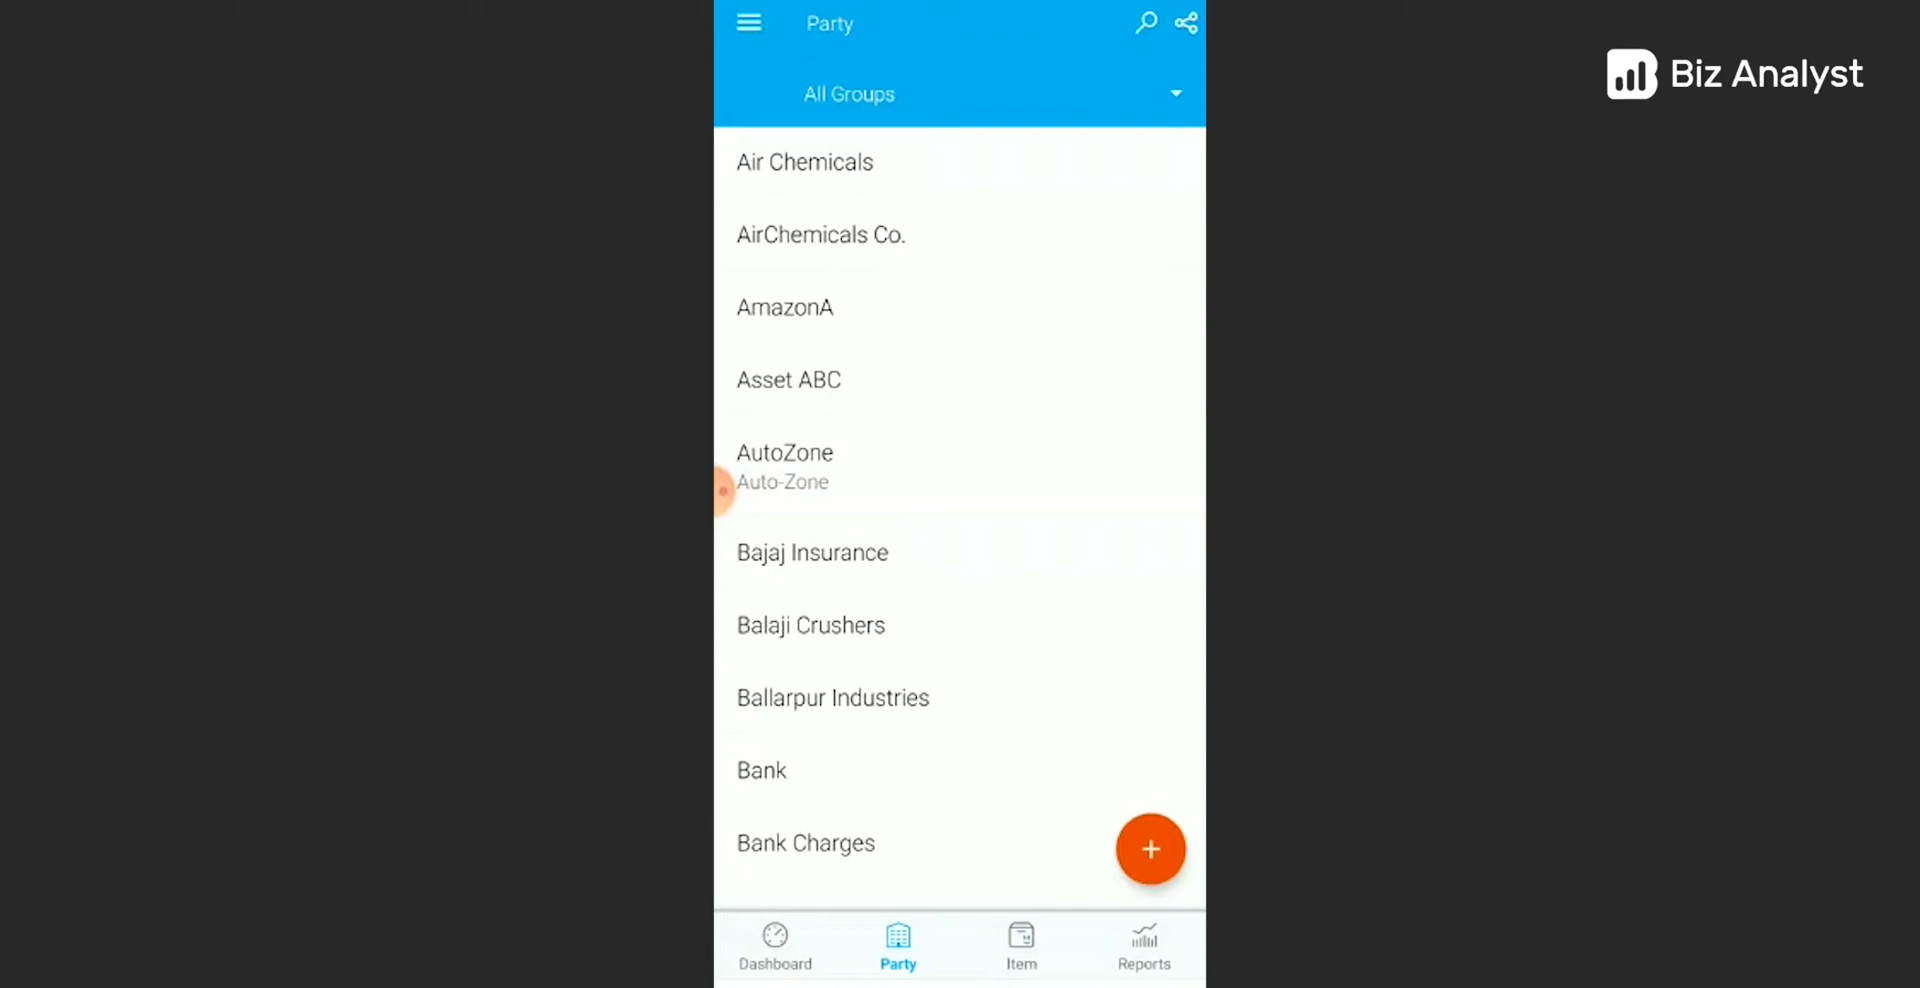 Party
Biz Analyst
All Groups
Air Chemicals
AirChemicals Co.
AmazonA
Asset ABC
AutoZone
Auto-Zone
Bajaj Insurance
Balaji Crushers
Ballarpur Industries
Bank
Bank Charges
+
Dashboard
Party
Item
Reports